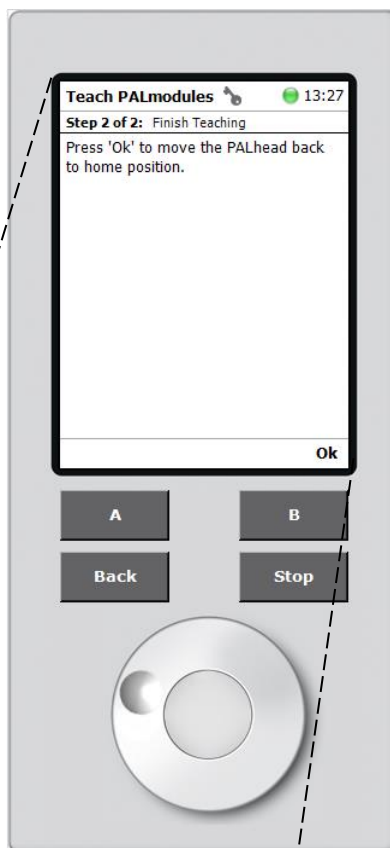 Teach PALmodules 13:27
Step 2 of 2: Finish Teaching
Press 'Ok' to move the PALhead back
to home position.
Ok
A B
Back Stop